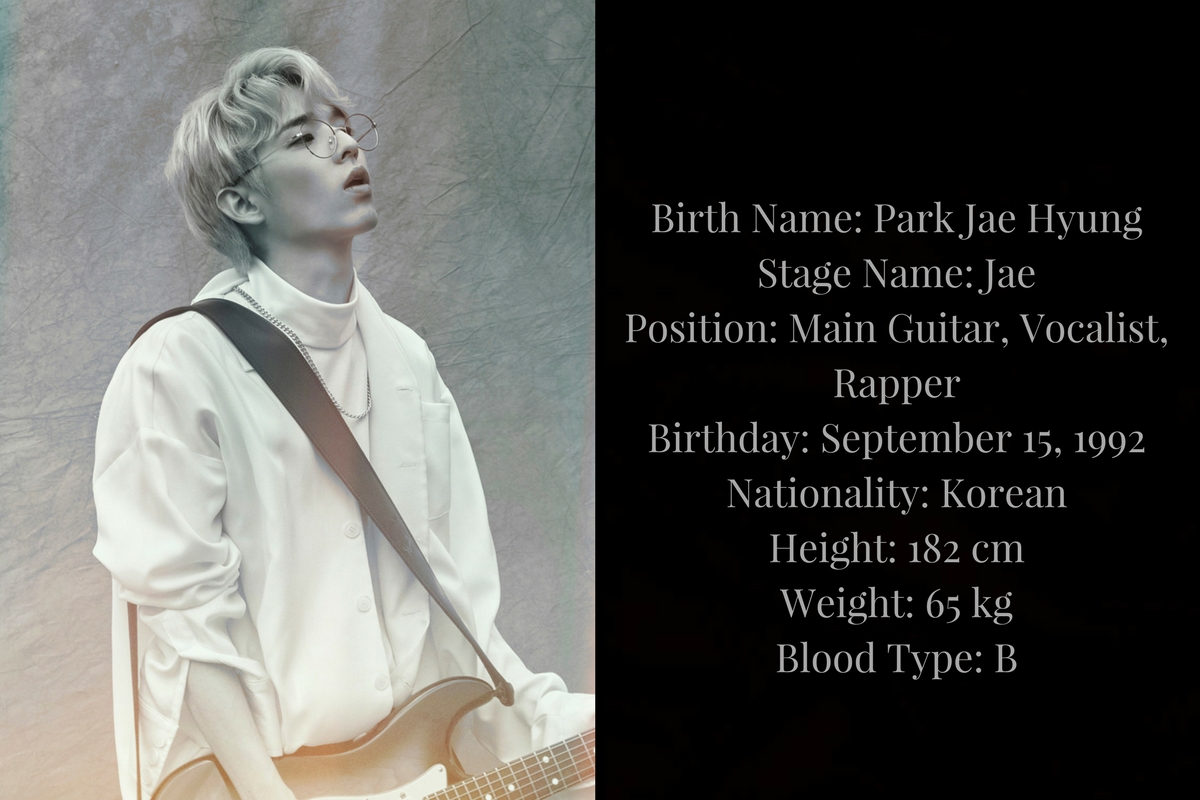 Birth Name: Park Jae Hyung
Stage Name: Jae
Position: Main Guitar, Vocalist,
Rapper
Birthday: September 15, 1992
Nationality: Korean
Height: 182 cm
Weight: 65 kg
Blood Type: B